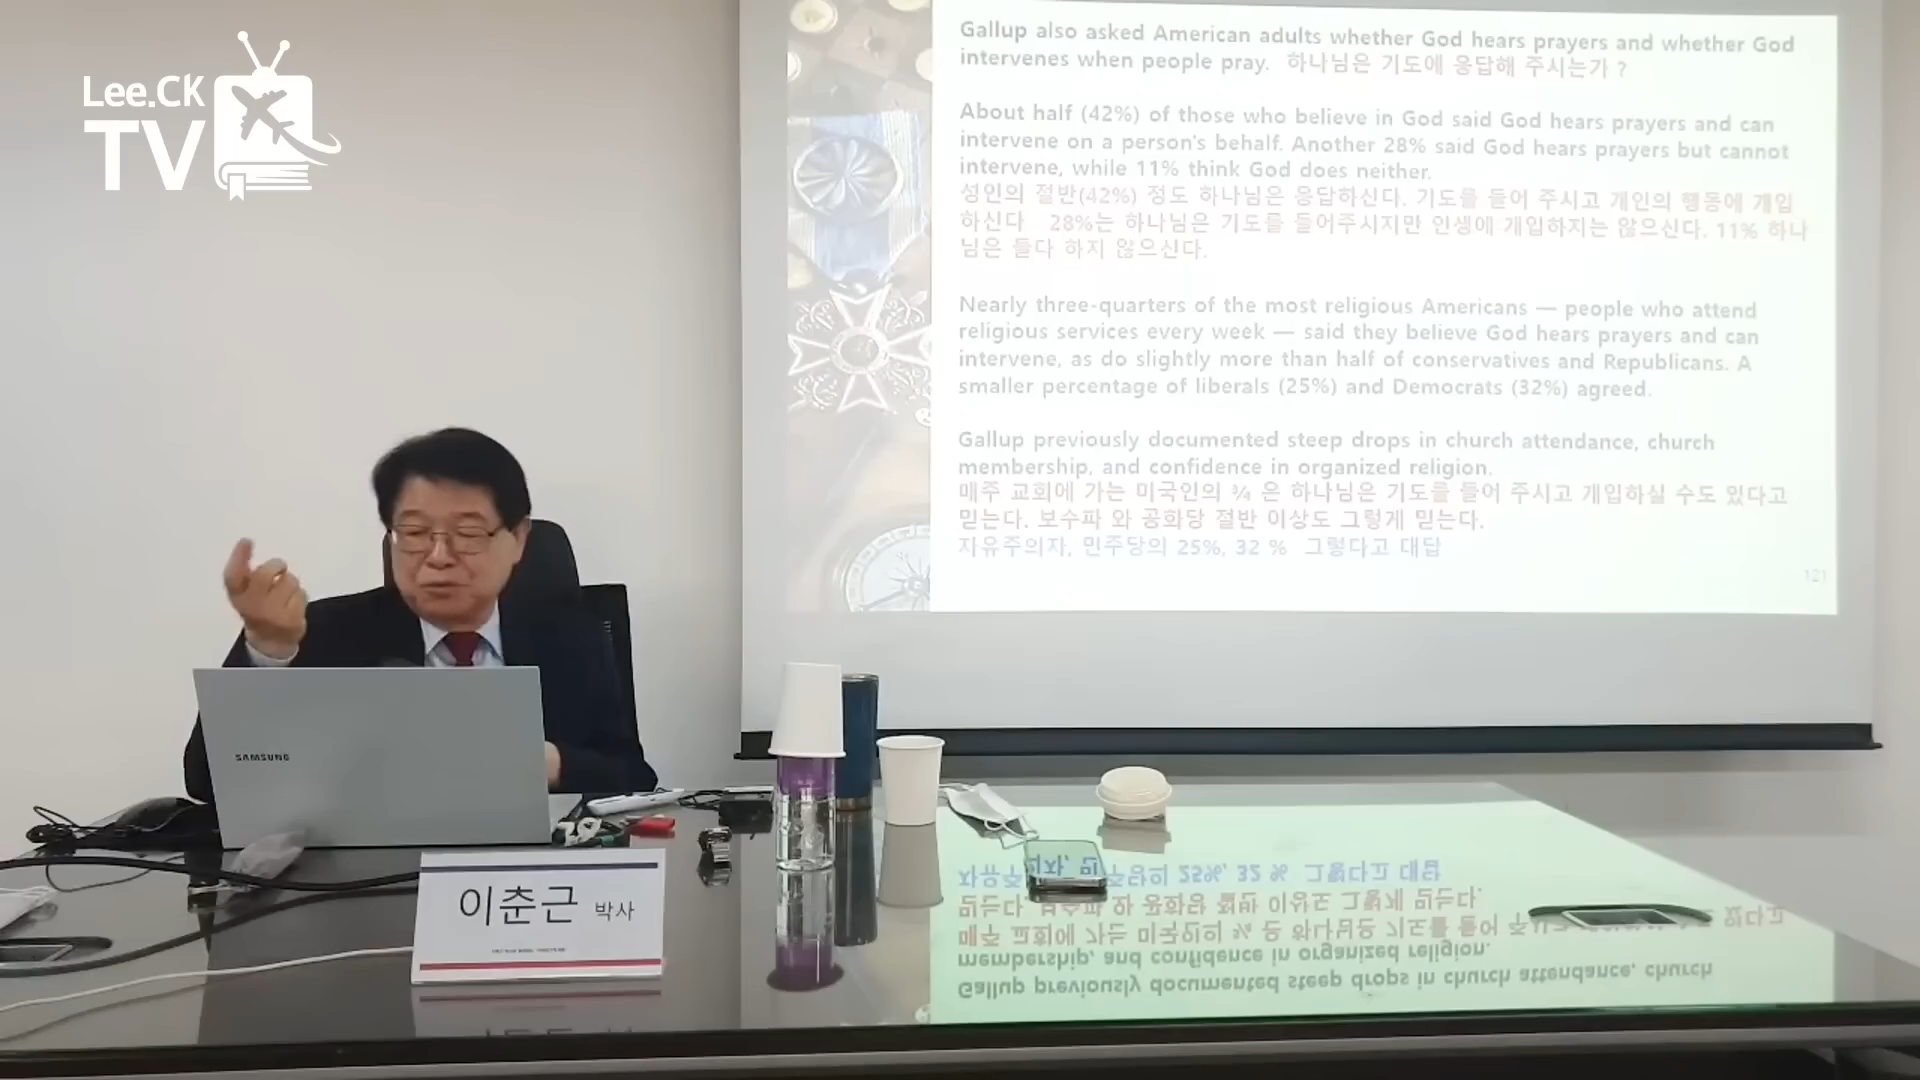 Lee.CK
TV
Gallup also asked American adults whether God hears prayers and whether God
intervenes when people pray. 하나님은 기도에 응답해 주시는가 ?
About half (42%) of those who believe in God said God hears prayers and can
intervene on a person's behalf. Another 28% said God hears prayers but cannot
intervene, while 11% think God does neither.
성인의 절반(42%) 정도 하나님은 응답하신다. 기도를 들어 주시고 개인의 행동에 개입
하신다 28%는 하나님은 기도를 들어주시지만 인생에 개입하지는 않으신다. 11% 하나
님은 둘다 하지 않으신다.
Nearly three-quarters of the most religious Americans — people who attend
religious services every week — said they believe God hears prayers and can
intervene, as do slightly more than half of conservatives and Republicans. A
smaller percentage of liberals (25%) and Democrats (32%) agreed.
Gallup previously documented steep drops in church attendance, church
membership, and confidence in organized religion.
매주 교회에 가는 미국인의 ¾ 은 하나님은 기도를 들어 주시고 개입하실 수도 있다고
믿는다. 보수파 와 공화당 절반 이상도 그렇게 믿는다.
자유주의자, 민주당의 25%, 32 % 그렇다고 대답
121
SAMSUNG
이춘근 박사